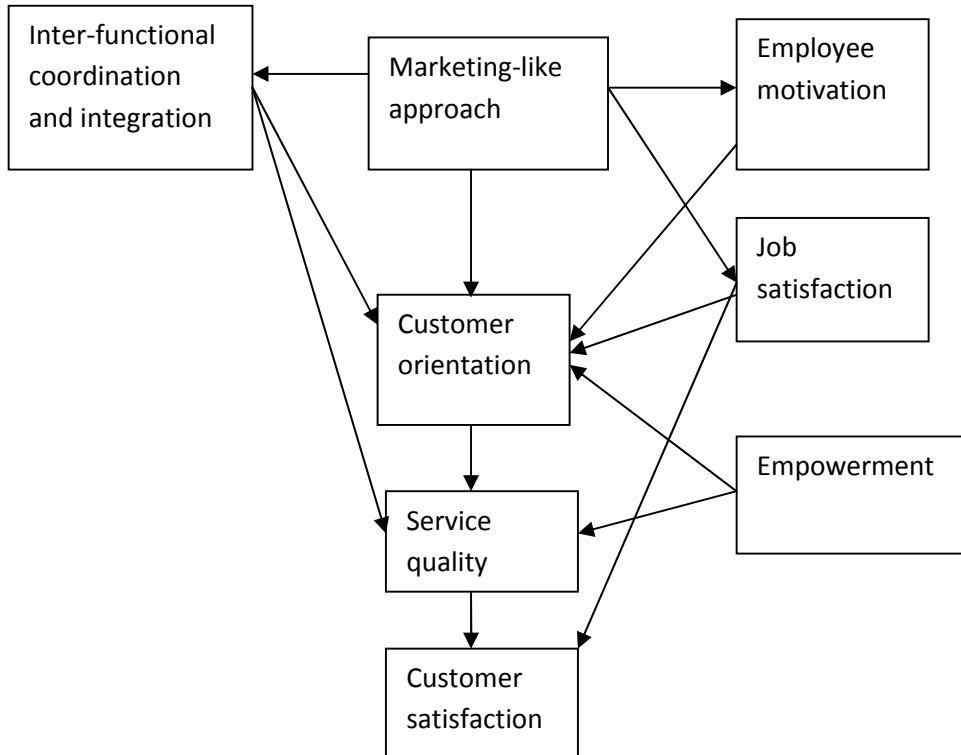 Inter-functional
coordination
and integration
Marketing-like
approach
Employee
motivation
Job
satisfaction
Customer
orientation
Empowerment
Service
quality
Customer
satisfaction